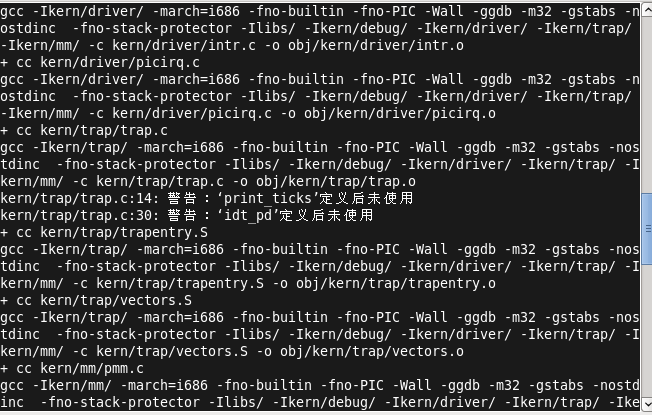 gcc -Ikern/driver/ -march=i686 -fno-builtin -fno-PIC -Wall -ggdb -m32 -gstabs -n
ostdinc  -fno-stack-protector -Ilibs/ -Ikern/debug/ -Ikern/driver/ -Ikern/trap/
-Ikern/mm/ -c kern/driver/intr.c -o obj/kern/driver/intr.o
+ cc kern/driver/picirq.c
gcc -Ikern/driver/ -march=i686 -fno-builtin -fno-PIC -Wall -ggdb -m32 -gstabs -n
ostdinc  -fno-stack-protector -Ilibs/ -Ikern/debug/ -Ikern/driver/ -Ikern/trap/
-Ikern/mm/ -c kern/driver/picirq.c -o obj/kern/driver/picirq.o
+ cc kern/trap/trap.c
gcc -Ikern/trap/ -march=i686 -fno-builtin -fno-PIC -Wall -ggdb -m32 -gstabs -nos
tdinc  -fno-stack-protector -Ilibs/ -Ikern/debug/ -Ikern/driver/ -Ikern/trap/ -I
kern/mm/ -c kern/trap/trap.c -o obj/kern/trap/trap.o
kern/trap/trap.c:14: 警告：‘print_ticks’定义后未使用
kern/trap/trap.c:30: 警告：‘idt_pd’定义后未使用
+ cc kern/trap/trapentry.S
gcc -Ikern/trap/ -march=i686 -fno-builtin -fno-PIC -Wall -ggdb -m32 -gstabs -nos
tdinc  -fno-stack-protector -Ilibs/ -Ikern/debug/ -Ikern/driver/ -Ikern/trap/ -I
kern/mm/ -c kern/trap/trapentry.S -o obj/kern/trap/trapentry.o
+ cc kern/trap/vectors.S
gcc -Ikern/trap/ -march=i686 -fno-builtin -fno-PIC -Wall -ggdb -m32 -gstabs -nos
tdinc  -fno-stack-protector -Ilibs/ -Ikern/debug/ -Ikern/driver/ -Ikern/trap/ -I
kern/mm/ -c kern/trap/vectors.S -o obj/kern/trap/vectors.o
+ cc kern/mm/pmm.c
gcc -Ikern/mm/ -march=i686 -fno-builtin -fno-PIC -Wall -ggdb -m32 -gstabs -nostd
inc  -fno-stack-protector -Ilibs/ -Ikern/debug/ -Ikern/driver/ -Ikern/trap/ -Ike